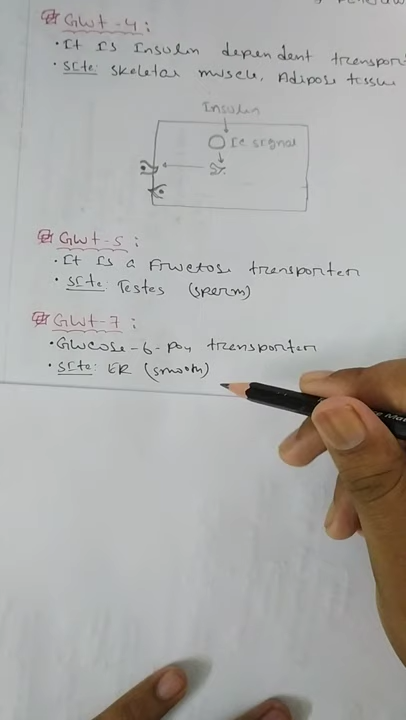 GLUT-4:
• It Is Insulin dependent transport
• Site: skeletal muscle, Adipose tissue
Insulin
Ic signal
GLUT-5:
• It Is a Fructose transporter
• Site: Testes (sperm)
GLUT-7:
• Glucose-6-po4 transporter
• Site: ER (smooth)